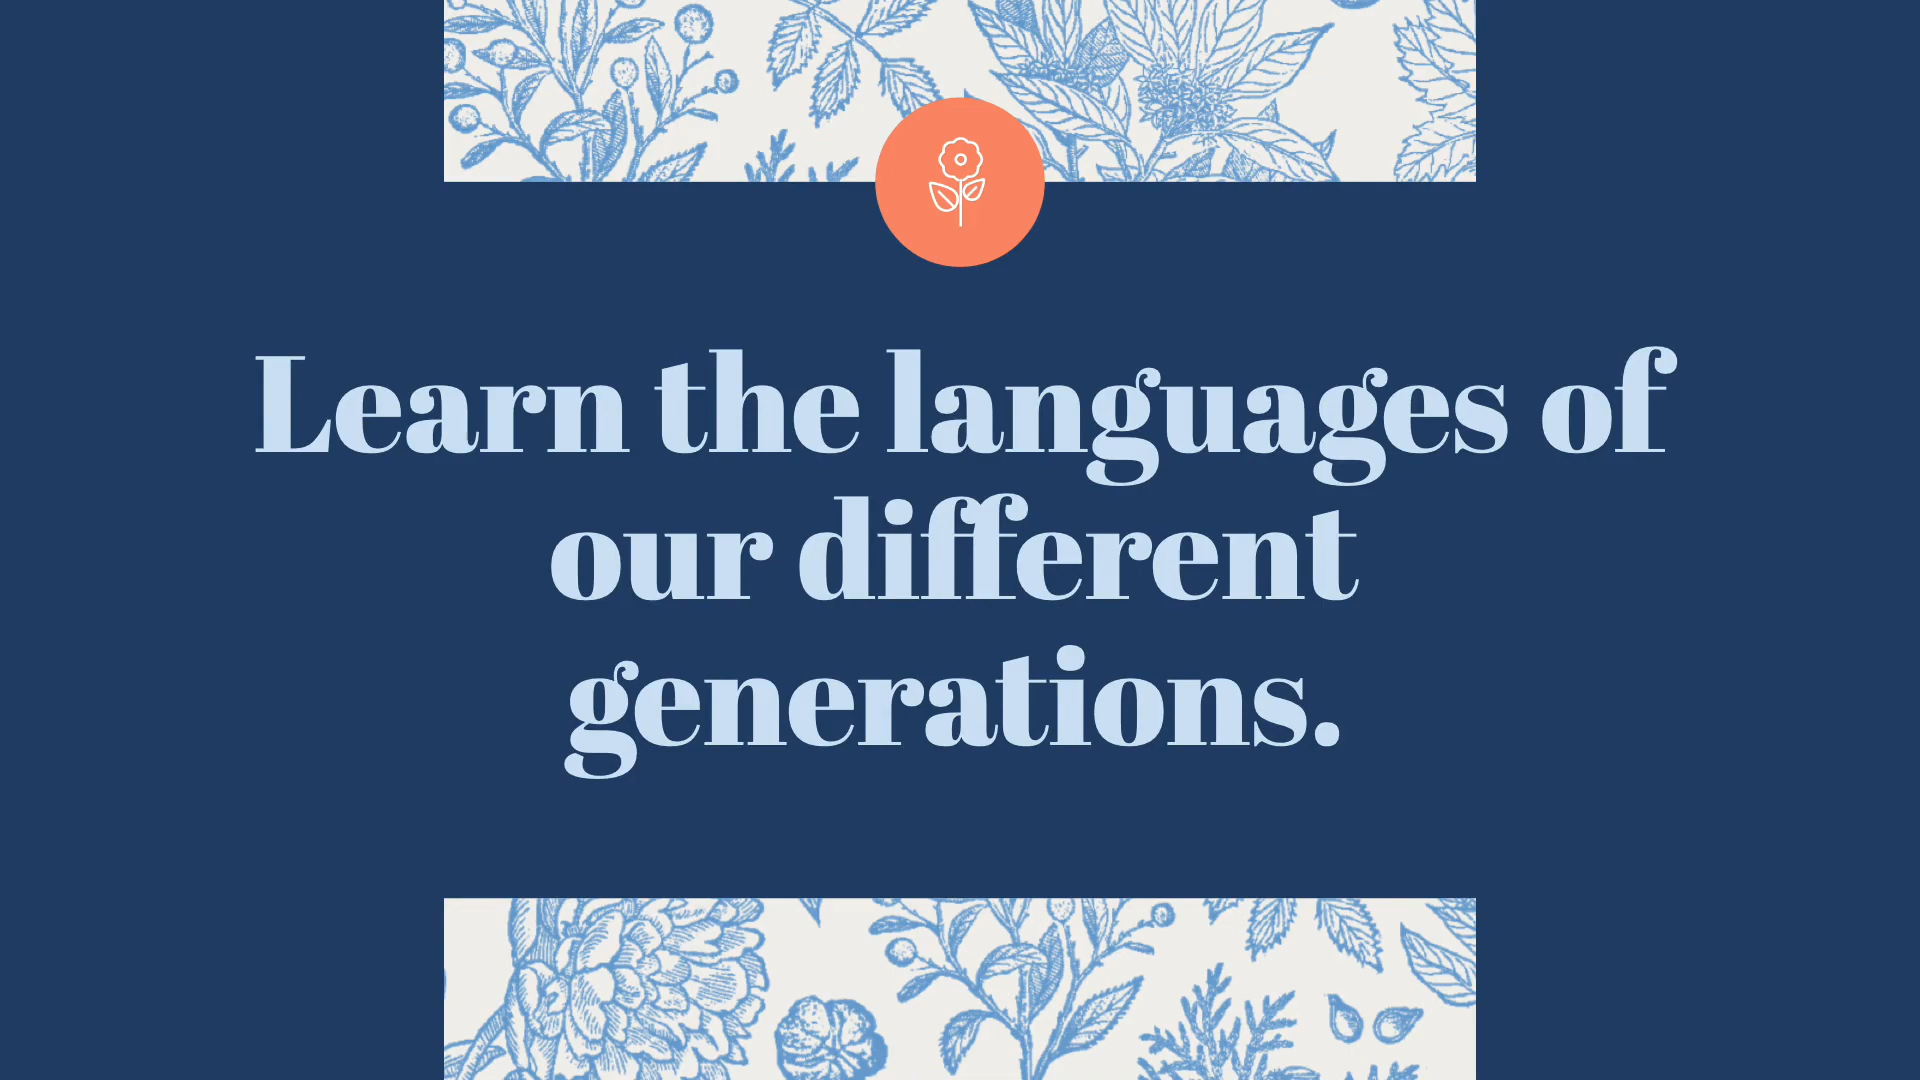 Learn the languages of
our different
generations.